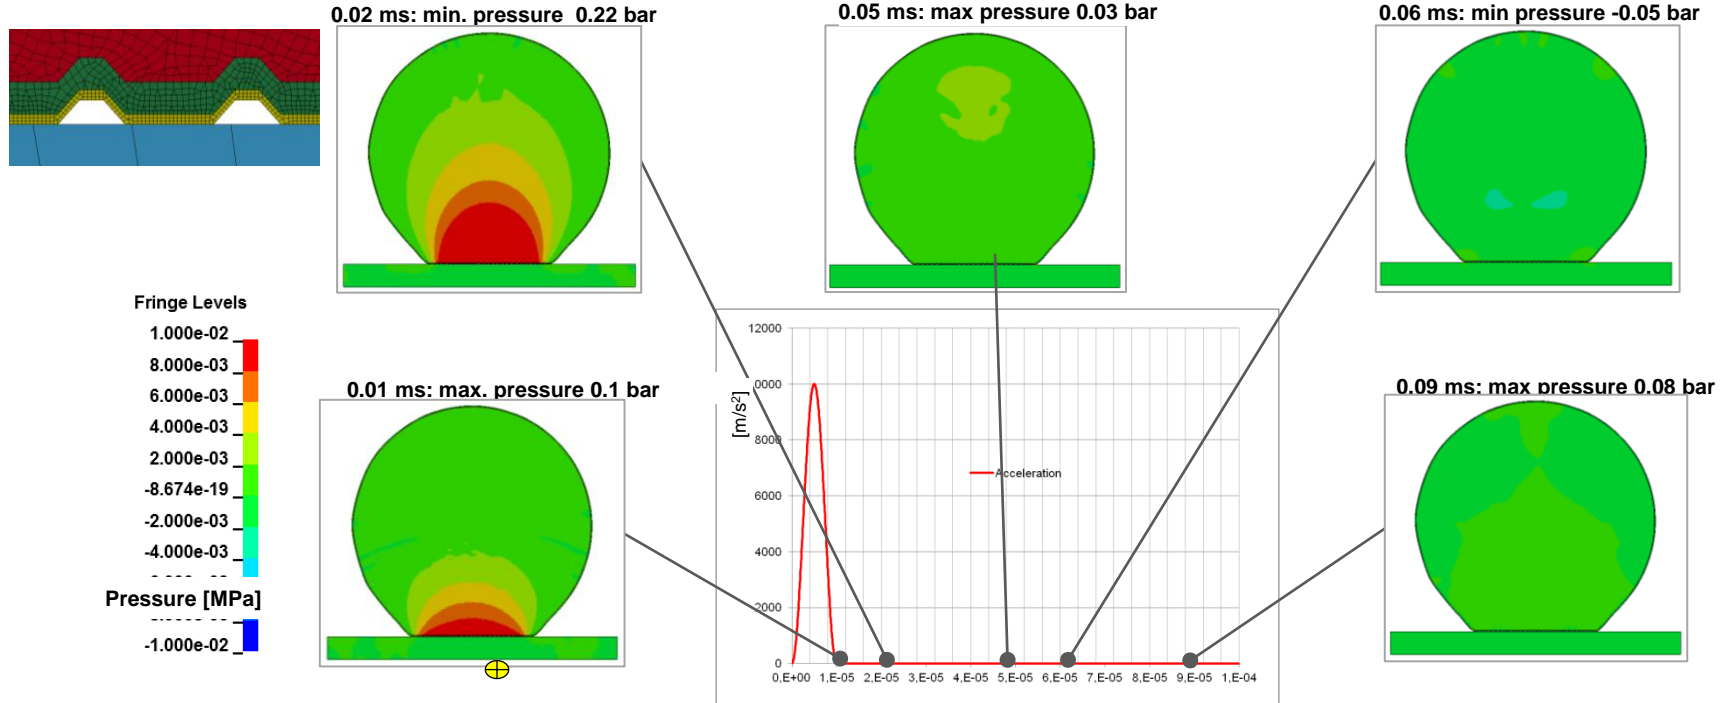 0.02 ms: min. pressure 0.22 bar
0.05 ms: max pressure 0.03 bar
0.06 ms: min pressure -0.05 bar
Fringe Levels
1.000e-02
8.000e-03
6.000e-03
4.000e-03
2.000e-03
-8.674e-19
-2.000e-03
-4.000e-03
Pressure [MPa]
-1.000e-02
0.01 ms: max. pressure 0.1 bar
0.09 ms: max pressure 0.08 bar
12000
0000
8000
6000
4000
2000
0
[m/s2]
Acceleration
0,E+00 1,E-05 2,E-05 3,E-05 4,E-05 5,E-05 6,E-05 7,E-05 8,E-05 9,E-05 1,E-04